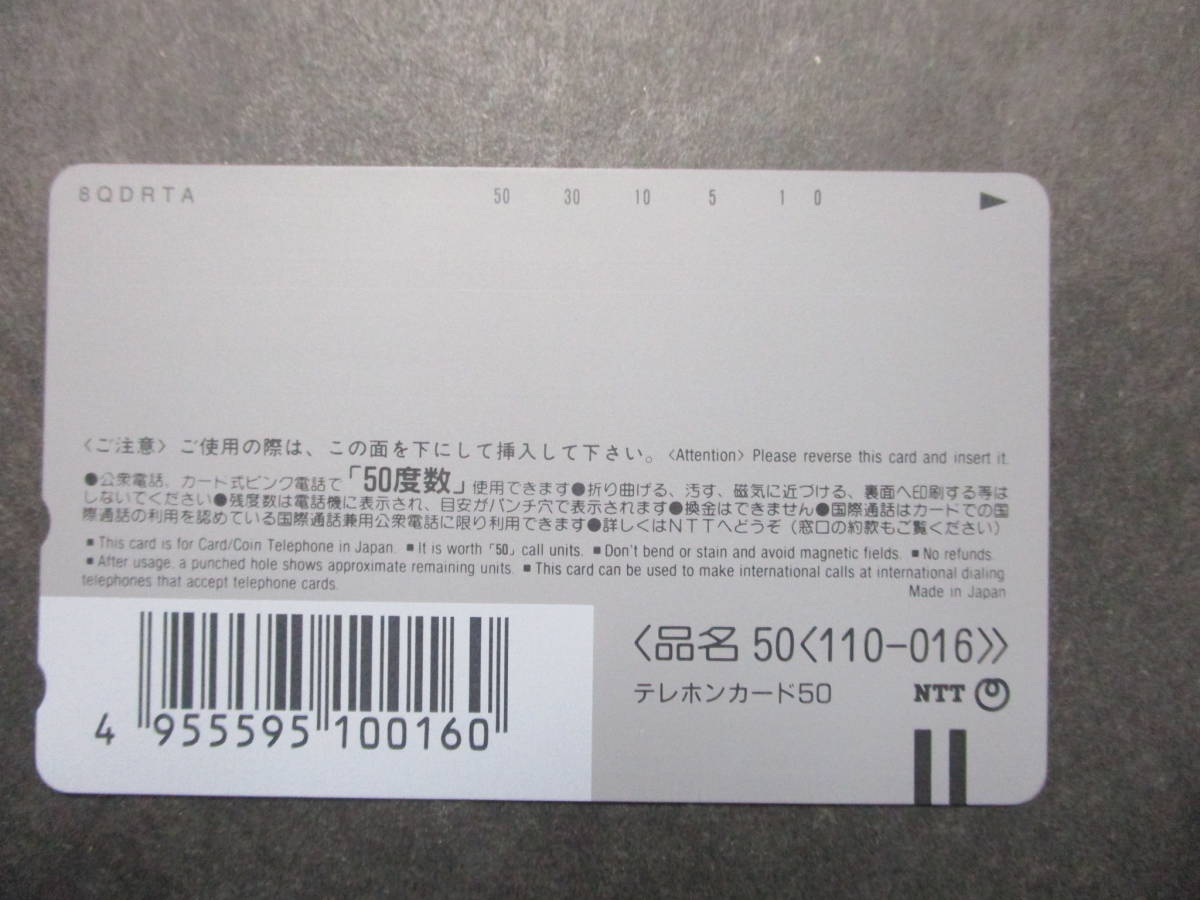 8QDRTA 50 30 10 5 1 0
〈ご注意〉ご使用の際は、この面を下にして挿入して下さい。〈Attention〉Please reverse this card and insert it.
●公衆電話、カード式ピンク電話で「50度数」使用できます●折り曲げる、汚す、磁気に近づける、裏面へ印刷する等は
しないでください●残度数は電話機に表示され、目安がパンチ穴で表示されます●換金はできません●国際通話はカードでの国
際通話の利用を認めている国際通話兼用公衆電話に限り利用できます●詳しくはNTTへどうぞ（窓口の約款もご覧ください）
■This card is for Card/Coin Telephone in Japan. ■It is worth「50」call units. ■Don't bend or stain and avoid magnetic fields. ■No refunds.
■After usage, a punched hole shows approximate remaining units. ■This card can be used to make international calls at international dialing
telephones that accept telephone cards.
Made in Japan
〈品名 50〈110-016〉〉
テレホンカード50 NTT
4 955595 100160